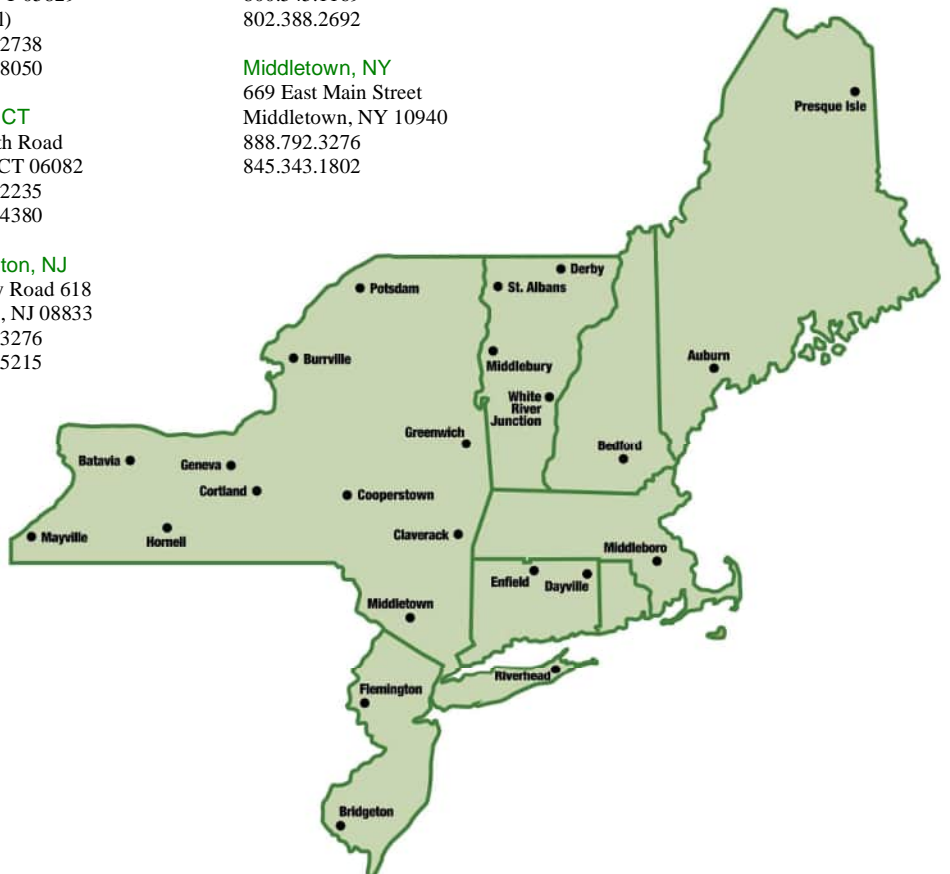 l)
2738
8050
CT
th Road
CT 06082
2235
4380
ton, NJ
y Road 618
, NJ 08833
3276
5215
802.388.2692
Middletown, NY
669 East Main Street
Middletown, NY 10940
888.792.3276
845.343.1802
Presque Isle
Derby
St. Albans
Potsdam
Burrville
Middlebury
Auburn
White
River
Junction
Greenwich
Bedford
Batavia
Geneva
Cortland
Cooperstown
Mayville
Hornell
Claverack
Middleboro
Enfield
Dayville
Middletown
Riverhead
Flemington
Bridgeton